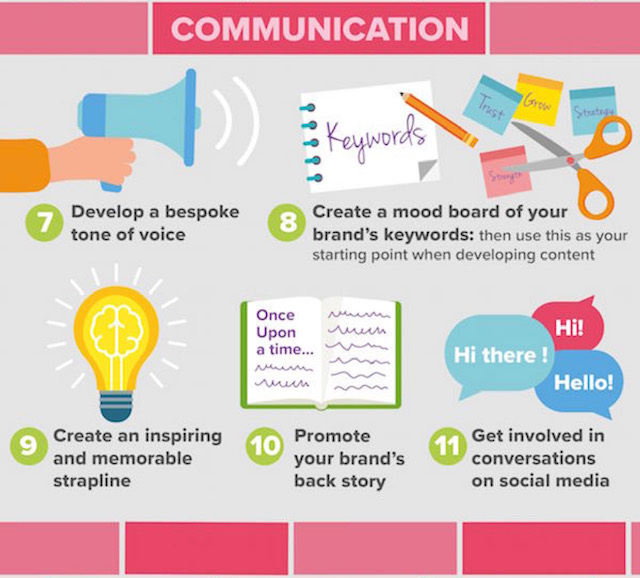 COMMUNICATION
Keywords
Trust
Grow
Strategy
Strength
7
Develop a bespoke
tone of voice
8
Create a mood board of your
brand's keywords: then use this as your
starting point when developing content
Once
Upon
a time...
Hi there !
Hi!
Hello!
9
Create an inspiring
and memorable
strapline
10
Promote
your brand's
back story
11
Get involved in
conversations
on social media